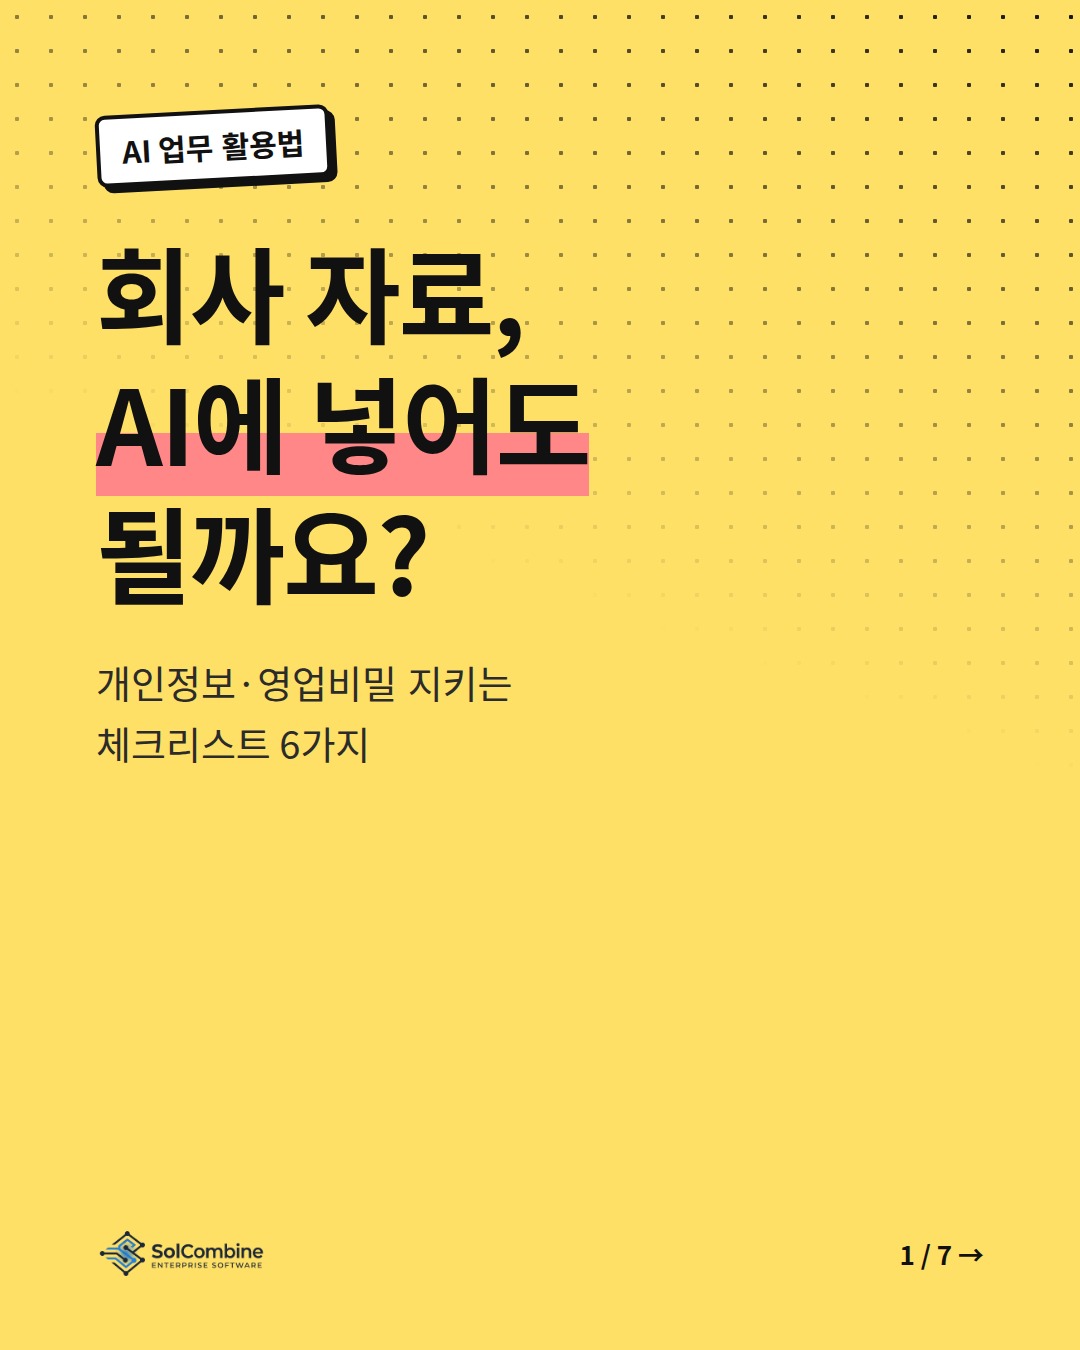 AI 업무 활용법
회사 자료,
AI에 넣어도
될까요?
개인정보·영업비밀 지키는
체크리스트 6가지
SolCombine
ENTERPRISE SOFTWARE
1 / 7 →